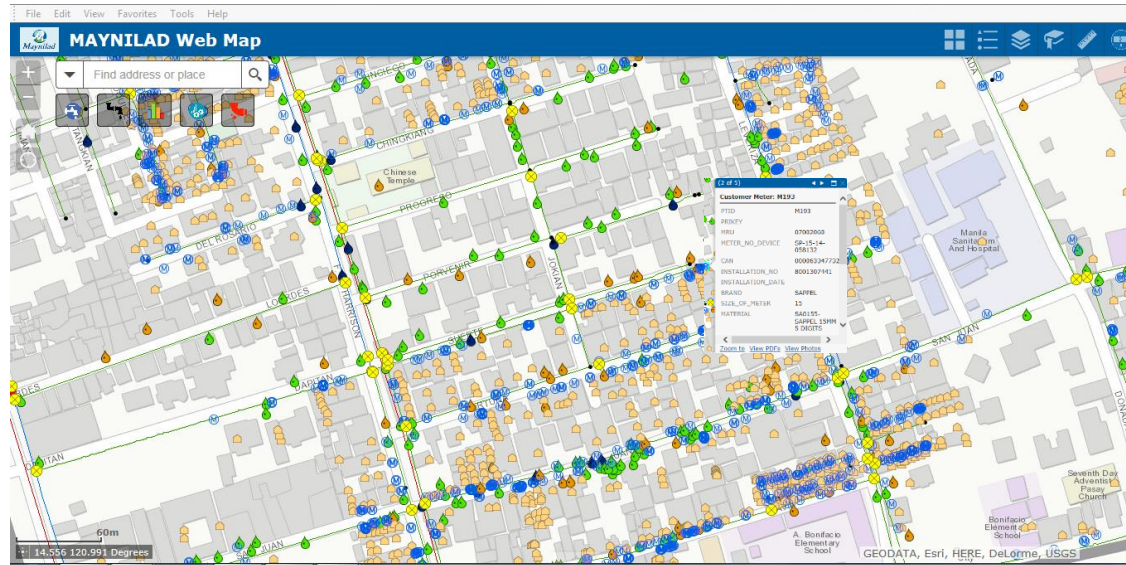 File Edit View Favorites Tools Help
Maynilad
MAYNILAD Web Map
Find address or place
CHINGKIANG
Chinese
Temple
PROGRESO
DEL ROSARIO
PORVENIR
LOURDES
HARRISON
JOKIAN
(2 of 5)
Customer Meter: M193
PTID M193
PRIKEY
MRU 07002000
METER_NO_DEVICE SP-15-14-
058132
CAN 000063347732
INSTALLATION_NO 8001307441
INSTALLATION_DATE
BRAND SAPPEL
SIZE_OF_METER 15
MATERIAL SA0155-
SAPPEL 15MM
5 DIGITS
Zoom to View PDFs View Photos
Manila
And Hospital
SAN JUAN
60m
14.556 120.991 Degrees
SAN JUAN
A. Bonifacio
Elementary
School
Bonifacio
Elementary
School
Seventh Day
Adventist
Pasay
Church
GEODATA, Esri, HERE, DeLorme, USGS